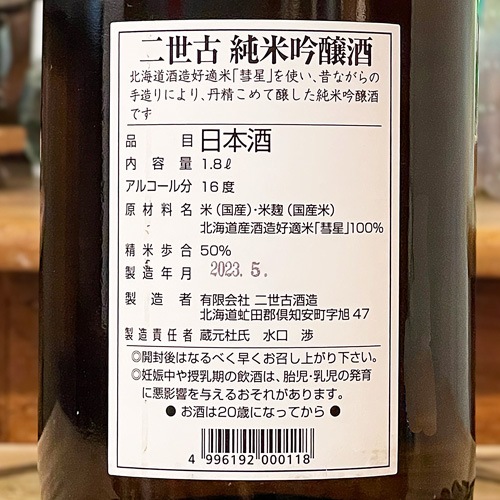 二世古 純米吟醸酒
北海道酒造好適米「彗星」を使い、昔ながらの
手造りにより、丹精こめて醸した純米吟醸酒
です
品目 日本酒
内容量 1.8ℓ
アルコール分 16度
原材料名 米(国産)・米麹(国産米)
北海道産酒造好適米「彗星」100%
精米歩合 50%
製造年月 2023.5.
製造者 有限会社 二世古酒造
北海道虻田郡倶知安町字旭47
製造責任者 蔵元杜氏 水口 渉
◎開封後はなるべく早くお召し上がり下さい。
◎妊娠中や授乳期の飲酒は、胎児・乳児の発育
に悪影響を与えるおそれがあります。
● お酒は20歳になってから ●
4 996192 000118